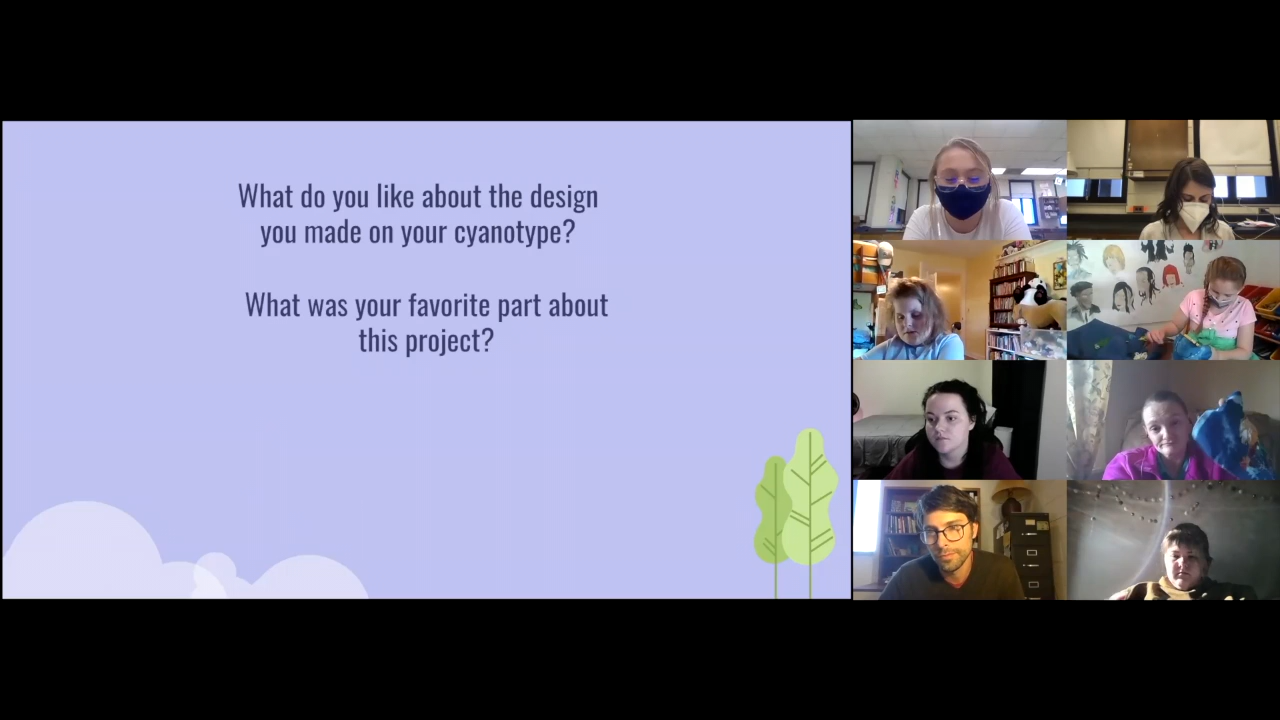 What do you like about the design
you made on your cyanotype?
What was your favorite part about
this project?